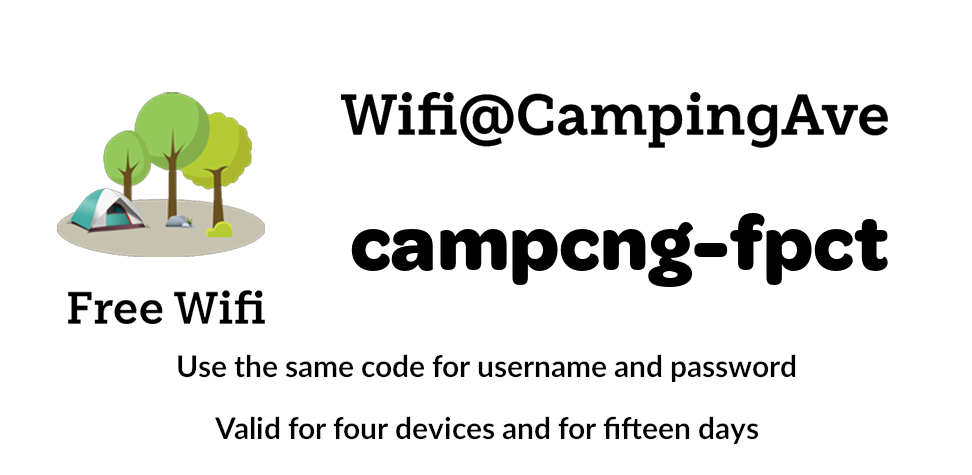 Wifi@CampingAve
campcng-fpct
Free Wifi
Use the same code for username and password
Valid for four devices and for fifteen days